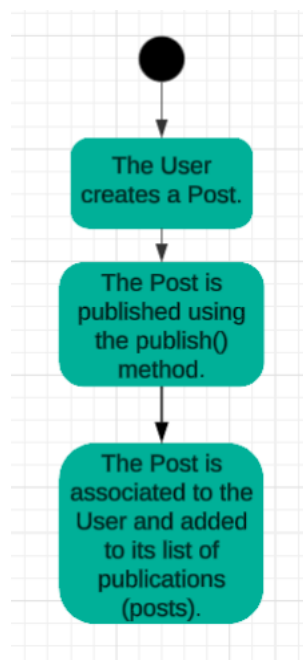 The User
creates a Post.
The Post is
published using
the publish()
method.
The Post is
associated to the
User and added
to its list of
publications
(posts).